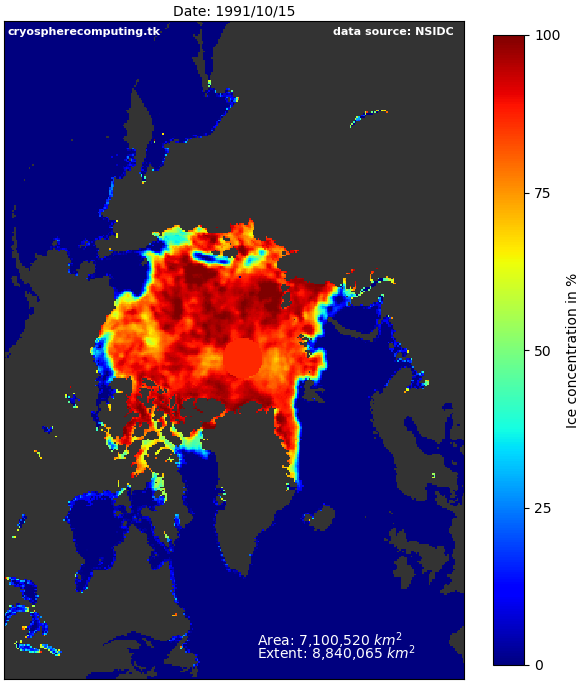 Date: 1991/10/15
cryospherecomputing.tk
data source: NSIDC
100
75
50
25
0
Ice concentration in %
Area: 7,100,520 km²
Extent: 8,840,065 km²